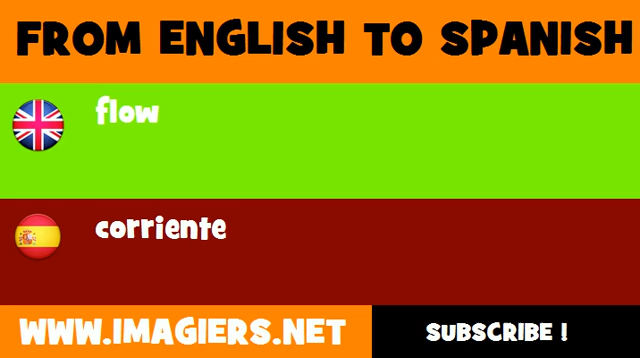 FROM ENGLISH TO SPANISH
flow
corriente
WWW.IMAGIERS.NET
SUBSCRIBE !